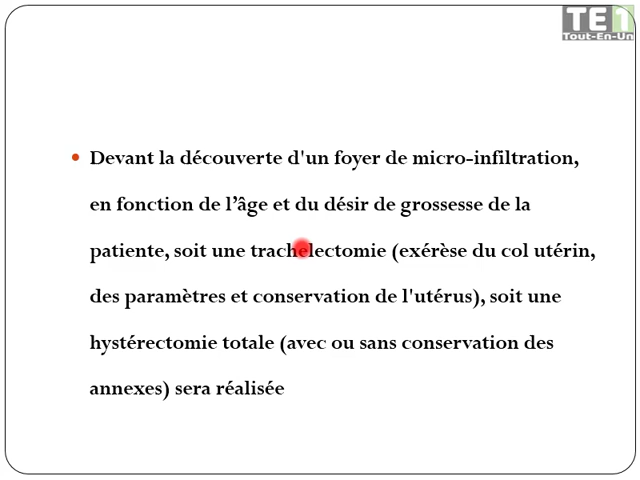 TE1
Tout-En-Un
• Devant la découverte d'un foyer de micro-infiltration,
en fonction de l’âge et du désir de grossesse de la
patiente, soit une trachelectomie (exérèse du col utérin,
des paramètres et conservation de l'utérus), soit une
hystérectomie totale (avec ou sans conservation des
annexes) sera réalisée